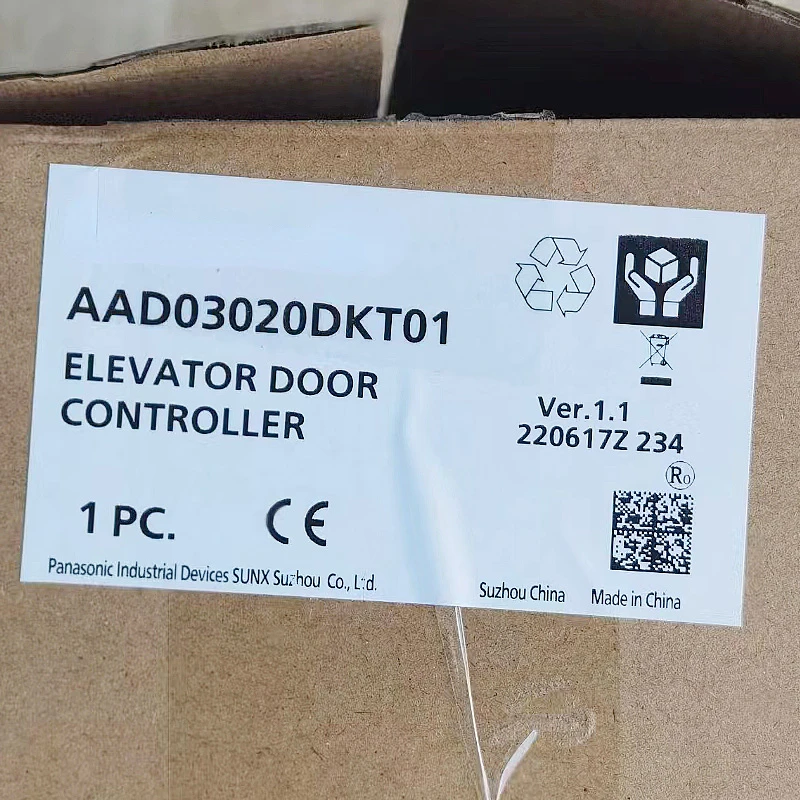 AAD03020DKT01
ELEVATOR DOOR
CONTROLLER
Ver.1.1
220617Z 234
Ro
1 PC. CE
Panasonic Industrial Devices SUNX Suzhou Co., Ltd.
Suzhou China Made in China